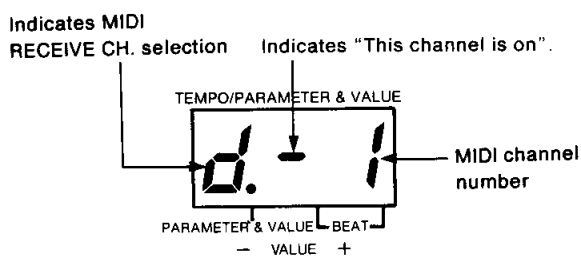 Indicates MIDI
RECEIVE CH. selection
Indicates “This channel is on”.
TEMPO/PARAMETER & VALUE
d. - 1
MIDI channel
number
PARAMETER & VALUE BEAT
- VALUE +